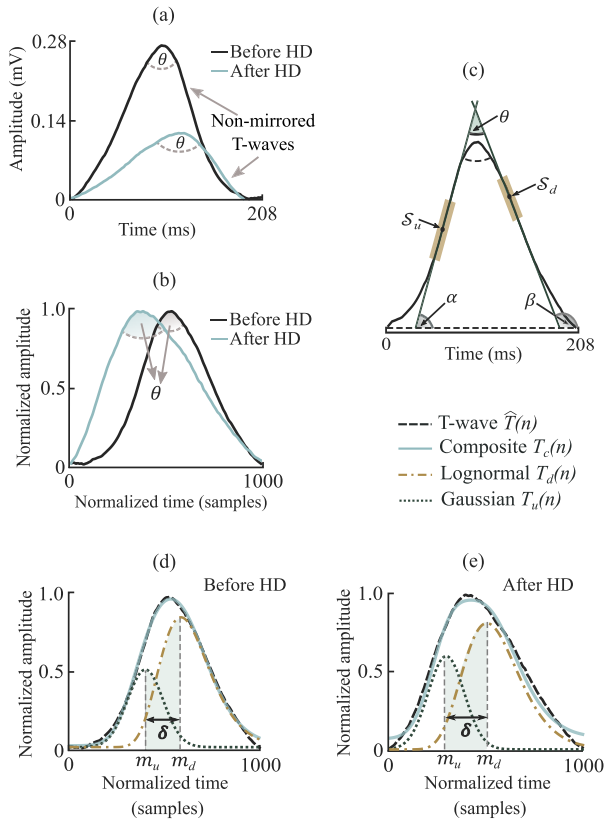 (a)
0.28
0.14
0
Amplitude (mV)
Before HD
After HD
θ
θ
Non-mirrored
T-waves
0
208
Time (ms)
(b)
1.0
0.5
0
Normalized amplitude
Before HD
After HD
θ
0
1000
Normalized time (samples)
(c)
θ
S_u
S_d
α
β
0
208
Time (ms)
T-wave T̂(n)
Composite T_c(n)
Lognormal T_d(n)
Gaussian T_u(n)
(d)
Before HD
1.0
0.5
0
Normalized amplitude
δ
0
m_u
m_d
1000
Normalized time
(samples)
(e)
After HD
1.0
0.5
0
Normalized amplitude
δ
0
m_u
m_d
1000
Normalized time
(samples)